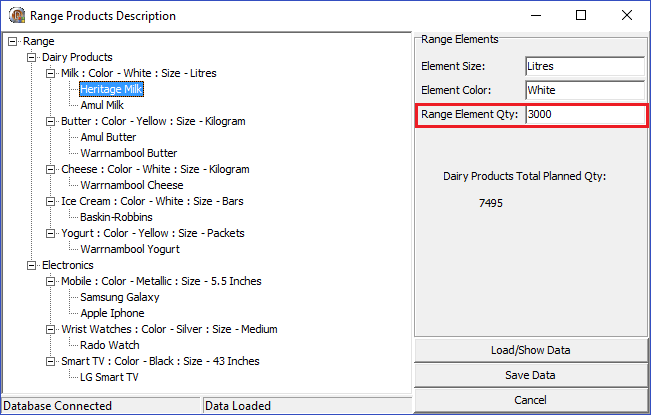 Range Products Description
Range
Dairy Products
Milk : Color - White : Size - Litres
Heritage Milk
Amul Milk
Butter : Color - Yellow : Size - Kilogram
Amul Butter
Warrnambool Butter
Cheese : Color - White : Size - Kilogram
Warrnambool Cheese
Ice Cream : Color - White : Size - Bars
Baskin-Robbins
Yogurt : Color - Yellow : Size - Packets
Warrnambool Yogurt
Electronics
Mobile : Color - Metallic : Size - 5.5 Inches
Samsung Galaxy
Apple Iphone
Wrist Watches : Color - Silver : Size - Medium
Rado Watch
Smart TV : Color - Black : Size - 43 Inches
LG Smart TV
Range Elements
Element Size: Litres
Element Color: White
Range Element Qty: 3000
Dairy Products Total Planned Qty:
7495
Load/Show Data
Save Data
Cancel
Database Connected
Data Loaded